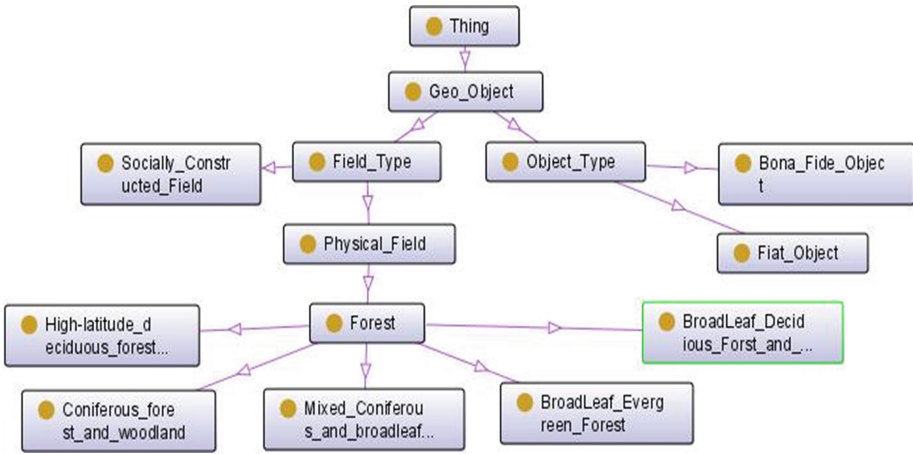 Thing
Geo_Object
Socially_Constr
ucted_Field
Field_Type
Object_Type
Bona_Fide_Objec
t
Physical_Field
Fiat_Object
High-latitude_d
eciduous_forest...
Forest
BroadLeaf_Decid
ious_Forst_and_...
Coniferous_fore
st_and_woodland
Mixed_Coniferou
s_and_broadleaf...
BroadLeaf_Everg
reen_Forest